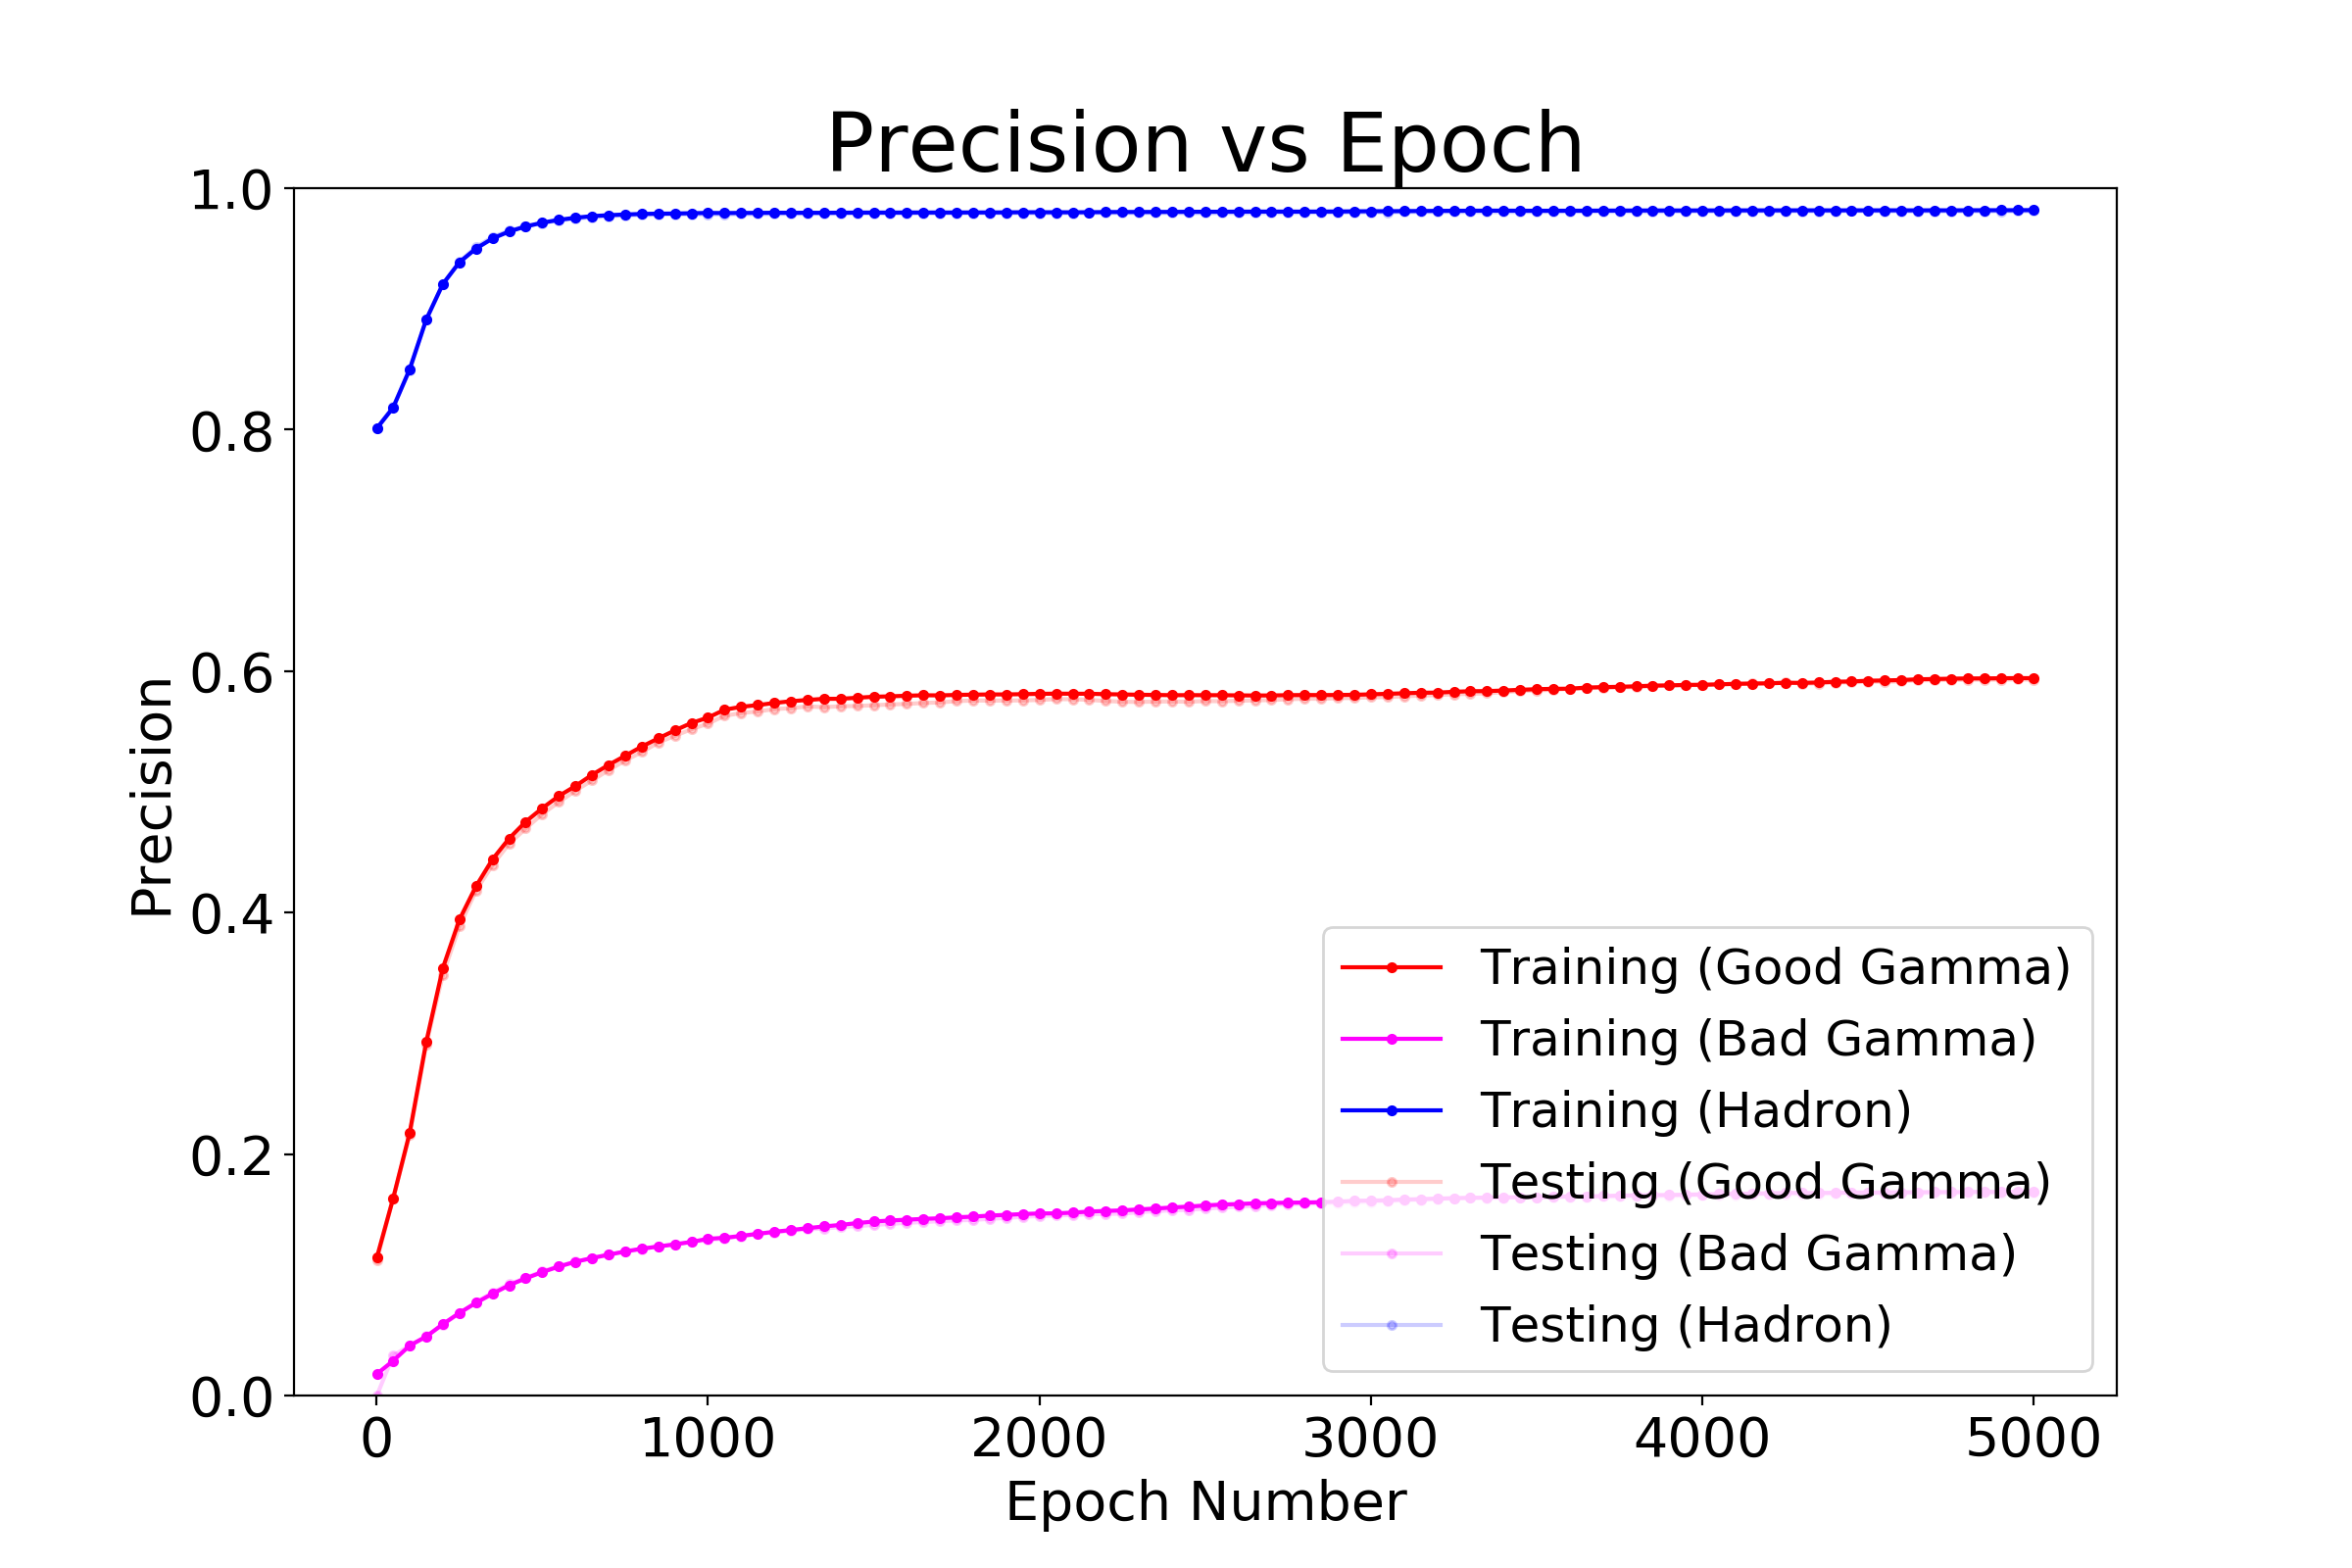 Precision vs Epoch
1.0
0.8
0.6
0.4
0.2
0.0
Precision
Training (Good Gamma)
Training (Bad Gamma)
Training (Hadron)
Testing (Good Gamma)
Testing (Bad Gamma)
Testing (Hadron)
0 1000 2000 3000 4000 5000
Epoch Number